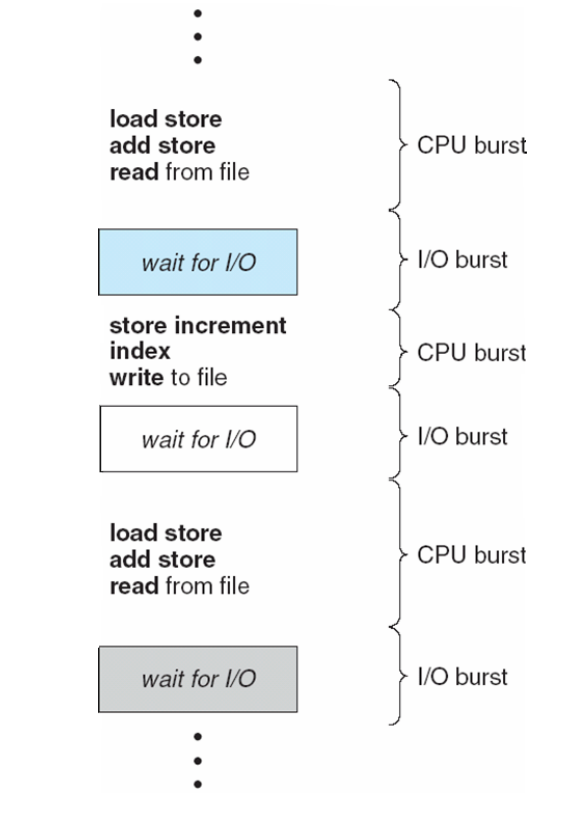 load store
add store
read from file
CPU burst
wait for I/O
I/O burst
store increment
index
write to file
CPU burst
wait for I/O
I/O burst
load store
add store
read from file
CPU burst
wait for I/O
I/O burst